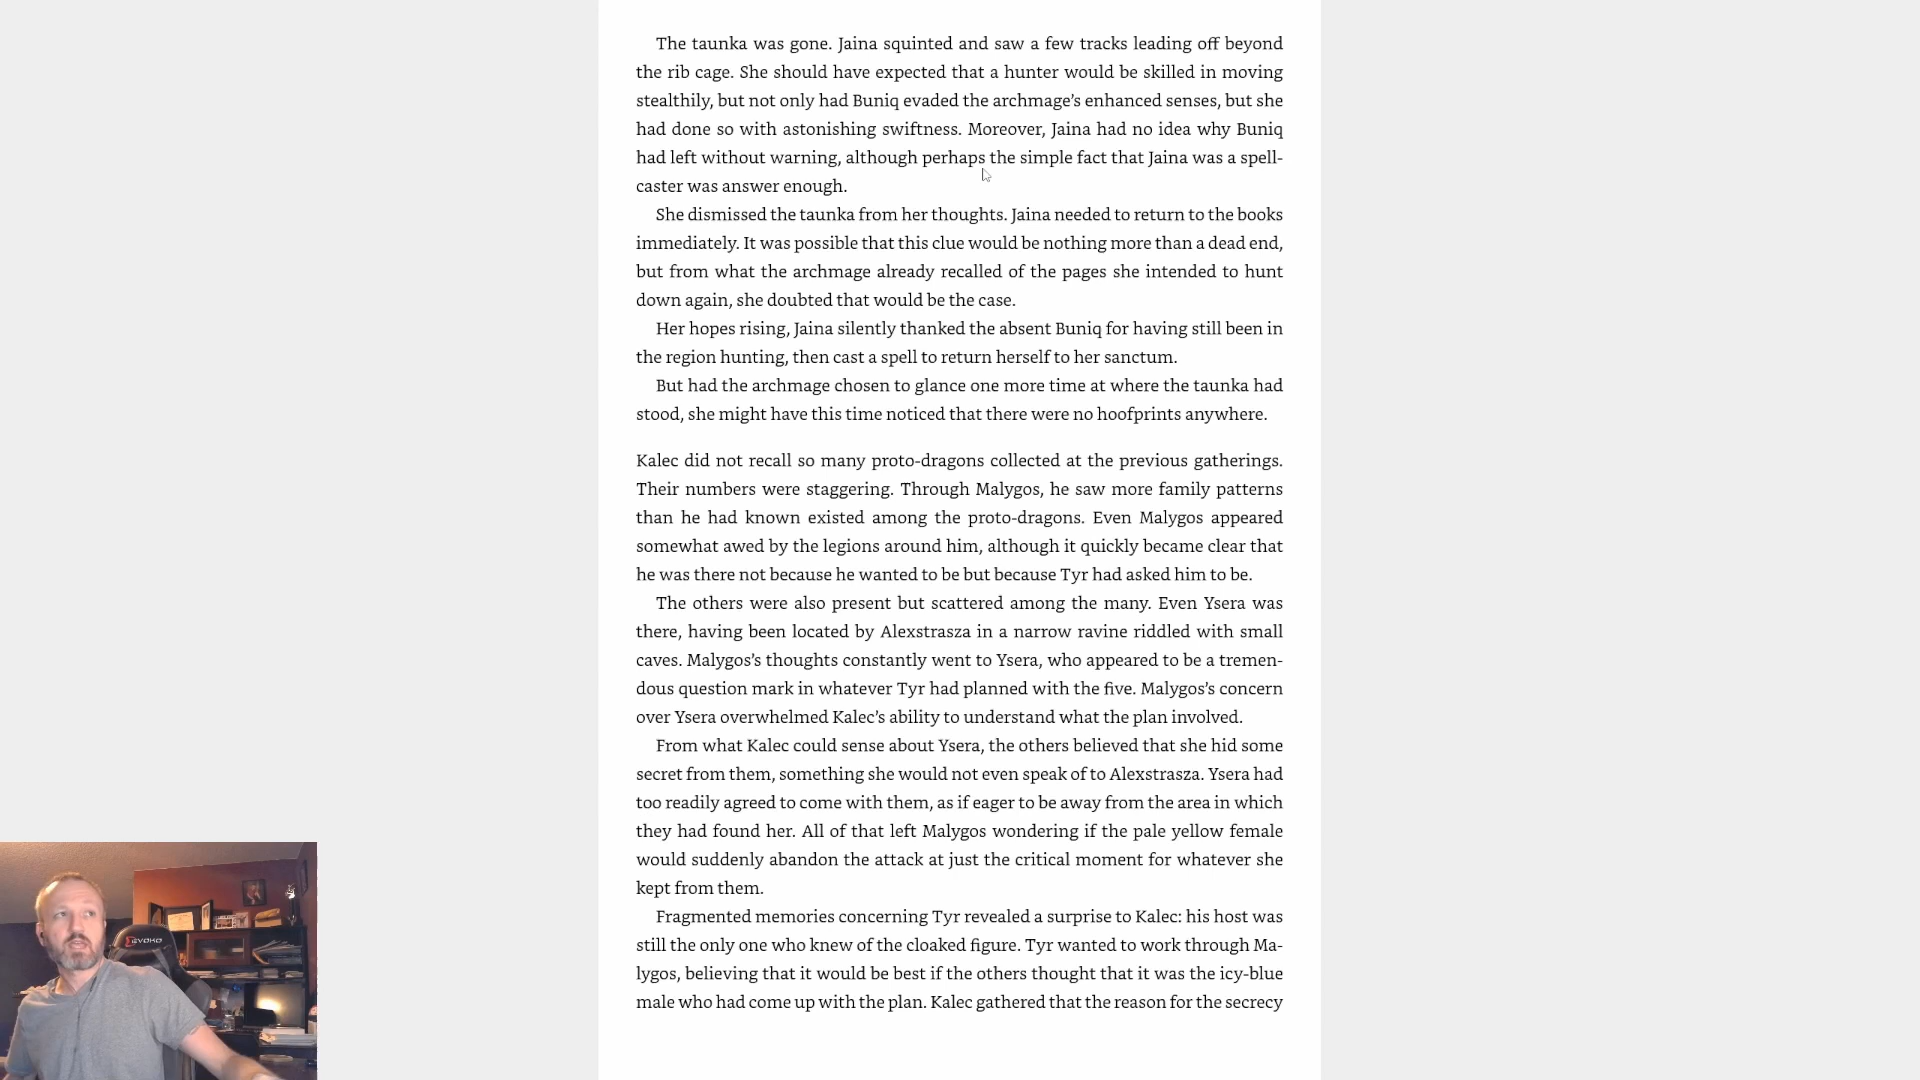 The taunka was gone. Jaina squinted and saw a few tracks leading off beyond
the rib cage. She should have expected that a hunter would be skilled in moving
stealthily, but not only had Buniq evaded the archmage’s enhanced senses, but she
had done so with astonishing swiftness. Moreover, Jaina had no idea why Buniq
had left without warning, although perhaps the simple fact that Jaina was a spell-
caster was answer enough.
She dismissed the taunka from her thoughts. Jaina needed to return to the books
immediately. It was possible that this clue would be nothing more than a dead end,
but from what the archmage already recalled of the pages she intended to hunt
down again, she doubted that would be the case.
Her hopes rising, Jaina silently thanked the absent Buniq for having still been in
the region hunting, then cast a spell to return herself to her sanctum.
But had the archmage chosen to glance one more time at where the taunka had
stood, she might have this time noticed that there were no hoofprints anywhere.
Kalec did not recall so many proto-dragons collected at the previous gatherings.
Their numbers were staggering. Through Malygos, he saw more family patterns
than he had known existed among the proto-dragons. Even Malygos appeared
somewhat awed by the legions around him, although it quickly became clear that
he was there not because he wanted to be but because Tyr had asked him to be.
The others were also present but scattered among the many. Even Ysera was
there, having been located by Alexstrasza in a narrow ravine riddled with small
caves. Malygos’s thoughts constantly went to Ysera, who appeared to be a tremen-
dous question mark in whatever Tyr had planned with the five. Malygos’s concern
over Ysera overwhelmed Kalec’s ability to understand what the plan involved.
From what Kalec could sense about Ysera, the others believed that she hid some
secret from them, something she would not even speak of to Alexstrasza. Ysera had
too readily agreed to come with them, as if eager to be away from the area in which
they had found her. All of that left Malygos wondering if the pale yellow female
would suddenly abandon the attack at just the critical moment for whatever she
kept from them.
Fragmented memories concerning Tyr revealed a surprise to Kalec: his host was
still the only one who knew of the cloaked figure. Tyr wanted to work through Ma-
lygos, believing that it would be best if the others thought that it was the icy-blue
male who had come up with the plan. Kalec gathered that the reason for the secrecy
EVOKO